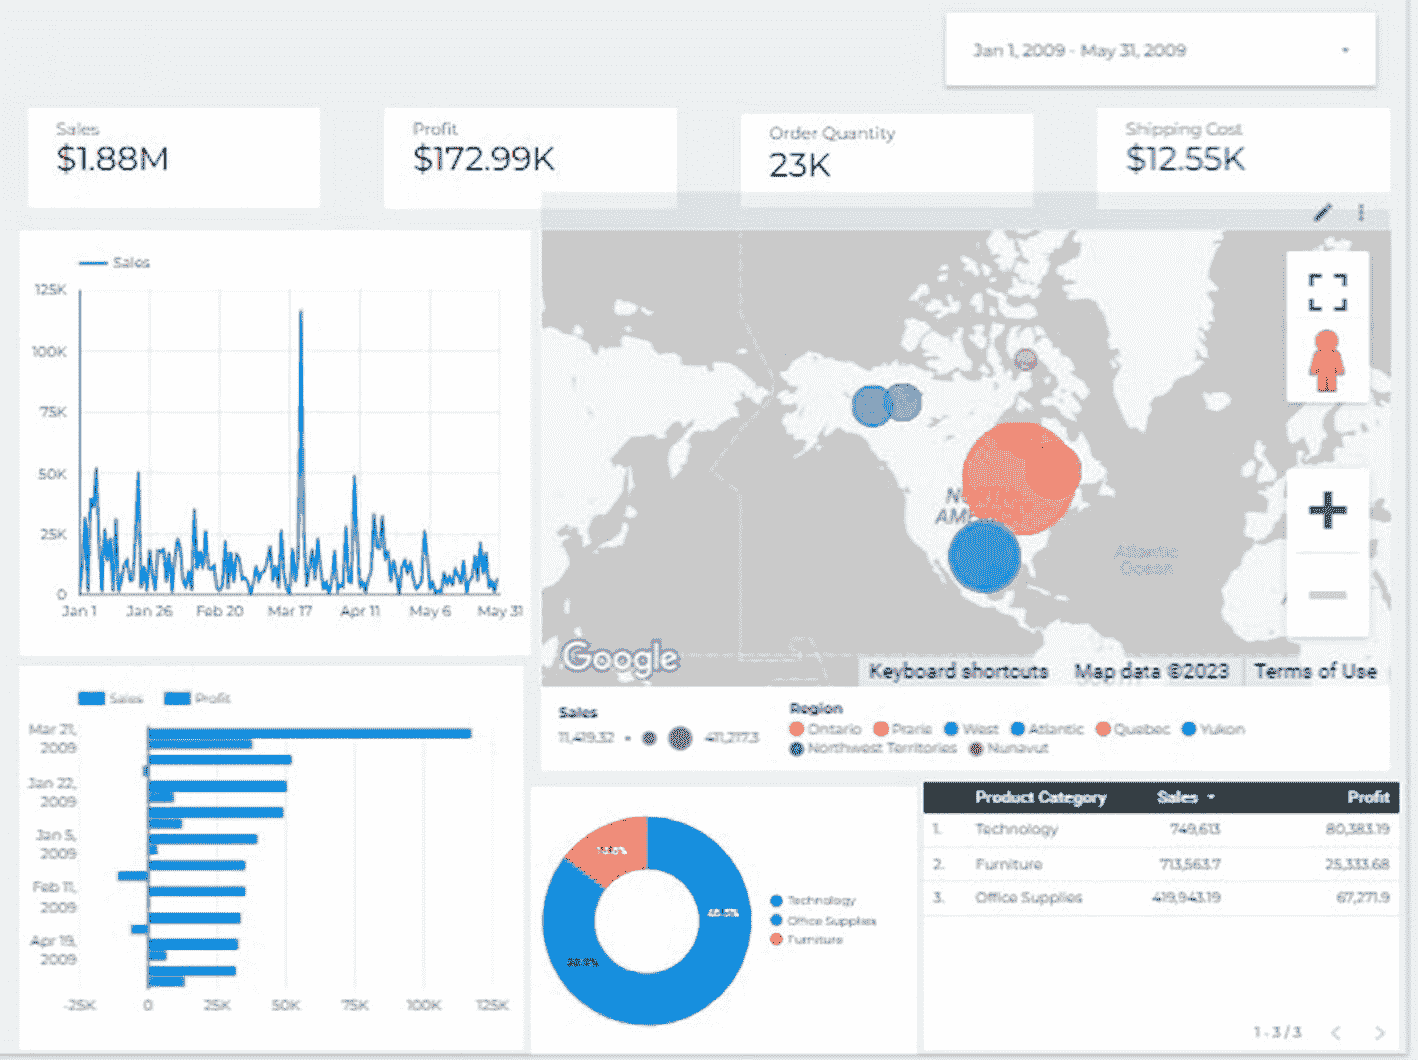 Jan 1, 2009 - May 31, 2009
Sales
$1.88M
Profit
$172.99K
Order Quantity
23K
Shipping Cost
$12.55K
Sales
125K
100K
75K
50K
25K
0
Jan 1 Jan 26 Feb 20 Mar 17 Apr 11 May 6 May 31
Atlantic
Ocean
Google
Keyboard shortcuts Map data ©2023 Terms of Use
Sales
11,419.32 411,217.3
Region
Ontario Prarie West Atlantic Quebec Yukon
Northwest Territories Nunavut
Sales Profit
Mar 21,
2009
Jan 22,
2009
Jan 5,
2009
Feb 11,
2009
Apr 19,
2009
-25K 0 25K 50K 75K 100K 125K
Technology
Office Supplies
Furniture
Product Category Sales Profit
1. Technology 749,613 80,383.19
2. Furniture 713,563.7 25,333.68
3. Office Supplies 419,943.19 67,271.9
1 - 3 / 3